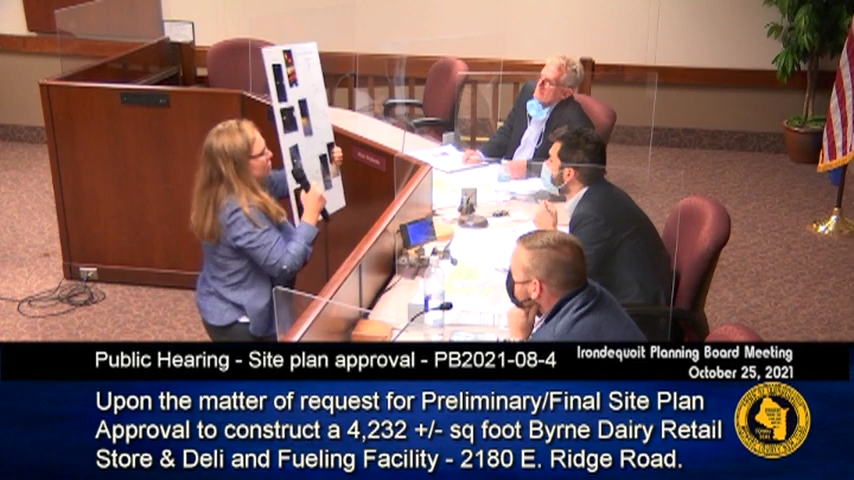 Public Hearing - Site plan approval - PB2021-08-4
Irondequoit Planning Board Meeting
October 25, 2021
Upon the matter of request for Preliminary/Final Site Plan
Approval to construct a 4,232 +/- sq foot Byrne Dairy Retail
Store & Deli and Fueling Facility - 2180 E. Ridge Road.